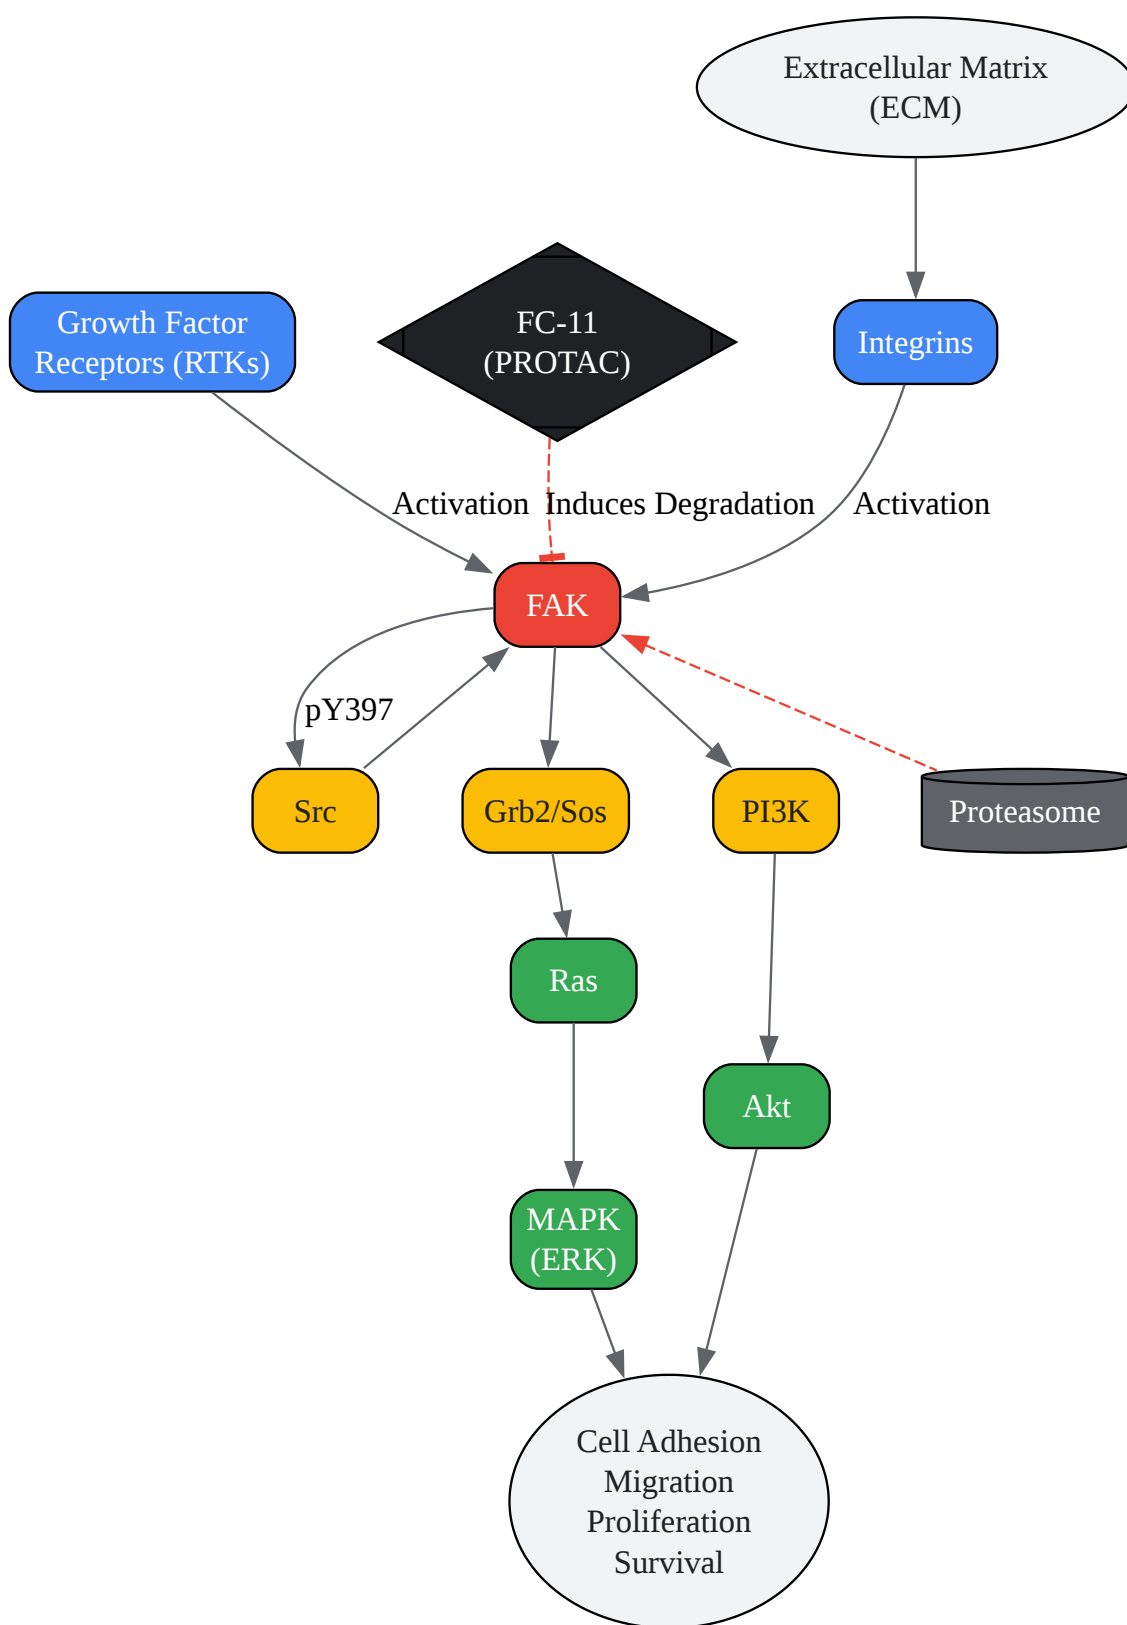 Extracellular Matrix
(ECM)
Growth Factor
Receptors (RTKs)
FC-11
(PROTAC)
Integrins
Activation
Induces Degradation
Activation
FAK
pY397
Src
Grb2/Sos
PI3K
Proteasome
Ras
Akt
MAPK
(ERK)
Cell Adhesion
Migration
Proliferation
Survival